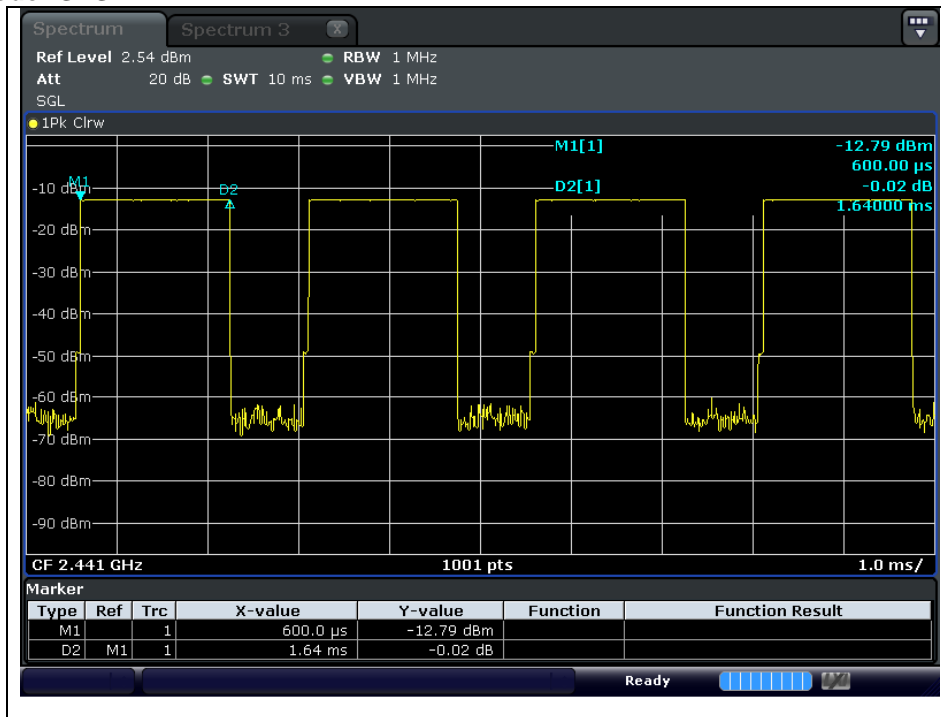 Spectrum Spectrum 3 X
Ref Level 2.54 dBm RBW 1 MHz
Att 20 dB SWT 10 ms VBW 1 MHz
SGL
1Pk Clrw
M1[1] -12.79 dBm
600.00 µs
D2[1] -0.02 dB
1.64000 ms
M1
D2
-10 dBm
-20 dBm
-30 dBm
-40 dBm
-50 dBm
-60 dBm
-70 dBm
-80 dBm
-90 dBm
CF 2.441 GHz 1001 pts 1.0 ms/
Marker
Type Ref Trc X-value Y-value Function Function Result
M1 1 600.0 µs -12.79 dBm
D2 M1 1 1.64 ms -0.02 dB
Ready